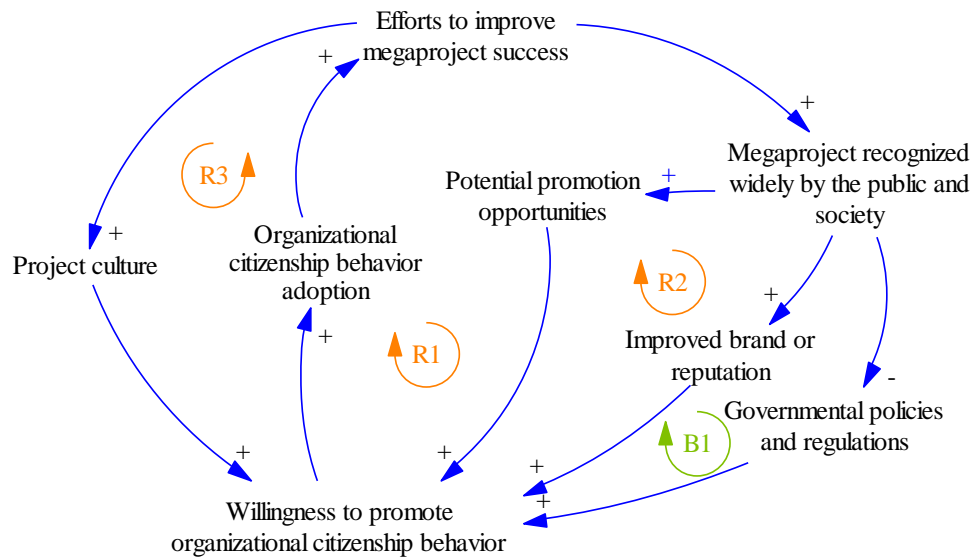 Efforts to improve
megaproject success
+
+
Megaproject recognized
widely by the public and
society
R3
Potential promotion
opportunities
+
+
Project culture
Organizational
citizenship behavior
adoption
R2
+
Improved brand or
reputation
+
R1
-
Governmental policies
and regulations
B1
+
+
+
+
Willingness to promote
organizational citizenship behavior